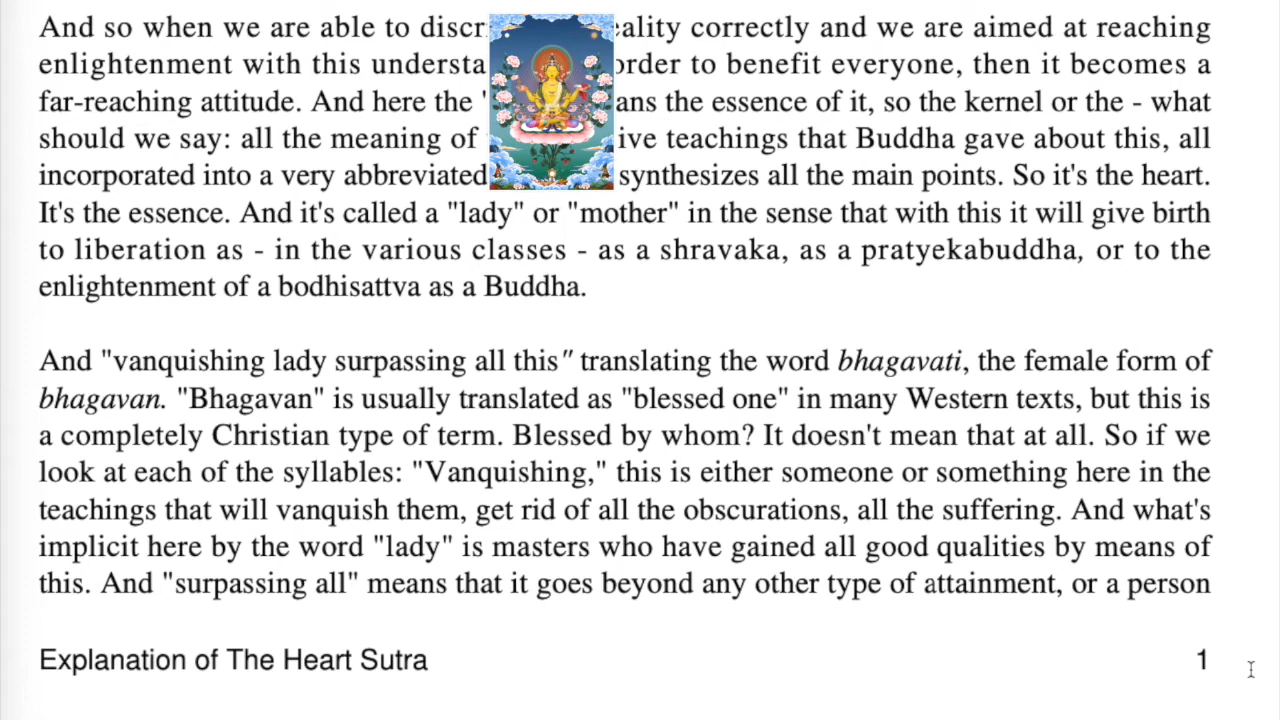 And so when we are able to correctly and we are aimed at reaching
enlightenment with this order to benefit everyone, then it becomes a
far-reaching attitude. And here the the essence of it, so the kernel or the - what
should we say: all the meaning of teachings that Buddha gave about this, all
incorporated into a very abbreviated synthesizes all the main points. So it's the heart.
It's the essence. And it's called a "lady" or "mother" in the sense that with this it will give birth
to liberation as - in the various classes - as a shravaka, as a pratyekabuddha, or to the
enlightenment of a bodhisattva as a Buddha.
And "vanquishing lady surpassing all this" translating the word bhagavati, the female form of
bhagavan. "Bhagavan" is usually translated as "blessed one" in many Western texts, but this is
a completely Christian type of term. Blessed by whom? It doesn't mean that at all. So if we
look at each of the syllables: "Vanquishing," this is either someone or something here in the
teachings that will vanquish them, get rid of all the obscurations, all the suffering. And what's
implicit here by the word "lady" is masters who have gained all good qualities by means of
this. And "surpassing all" means that it goes beyond any other type of attainment, or a person
Explanation of The Heart Sutra 1